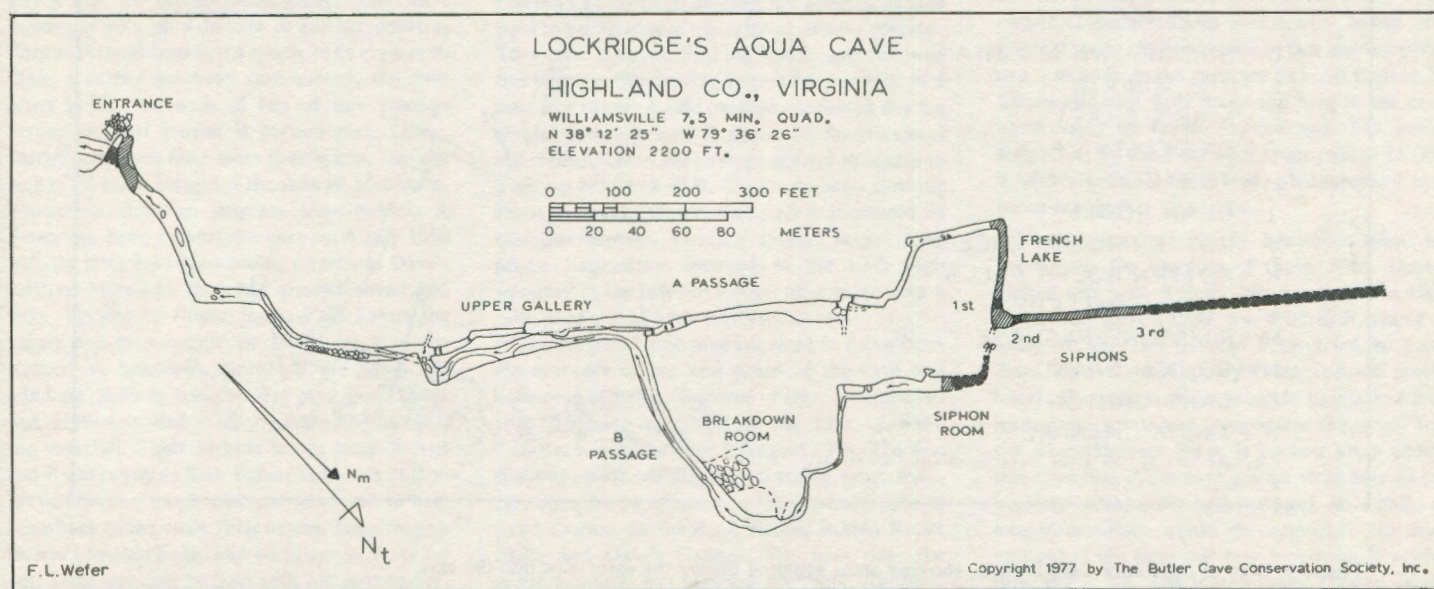 LOCKRIDGE'S AQUA CAVE
HIGHLAND CO., VIRGINIA
WILLIAMSVILLE 7.5 MIN. QUAD.
N 38° 12' 25" W 79° 36' 26"
ELEVATION 2200 FT.
0 100 200 300 FEET
0 20 40 60 80 METERS
ENTRANCE
UPPER GALLERY
A PASSAGE
FRENCH
LAKE
1st
2nd
3rd
SIPHONS
SIPHON
ROOM
B
PASSAGE
BRLAKDOWN
ROOM
Nm
Nt
F.L.Wefer
Copyright 1977 by The Butler Cave Conservation Society, Inc.